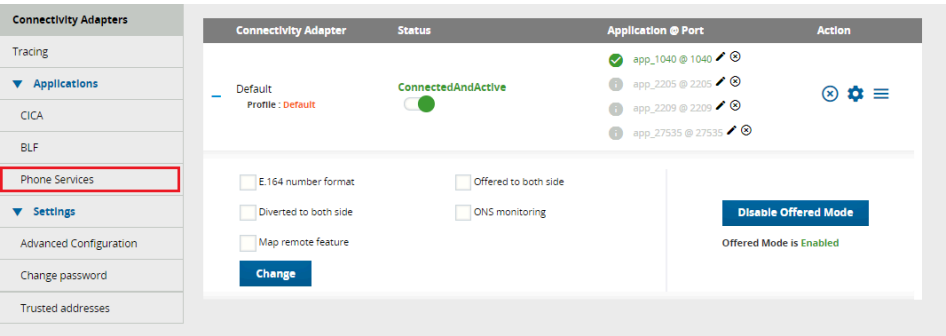 Connectivity Adapters
Tracing
Applications
CICA
BLF
Phone Services
Settings
Advanced Configuration
Change password
Trusted addresses
Connectivity Adapter Status Application @ Port Action
Default
Profile : Default
ConnectedAndActive
app_1040 @ 1040
app_2205 @ 2205
app_2209 @ 2209
app_27535 @ 27535
E.164 number format Offered to both side
Diverted to both side ONS monitoring
Map remote feature
Change
Disable Offered Mode
Offered Mode is Enabled